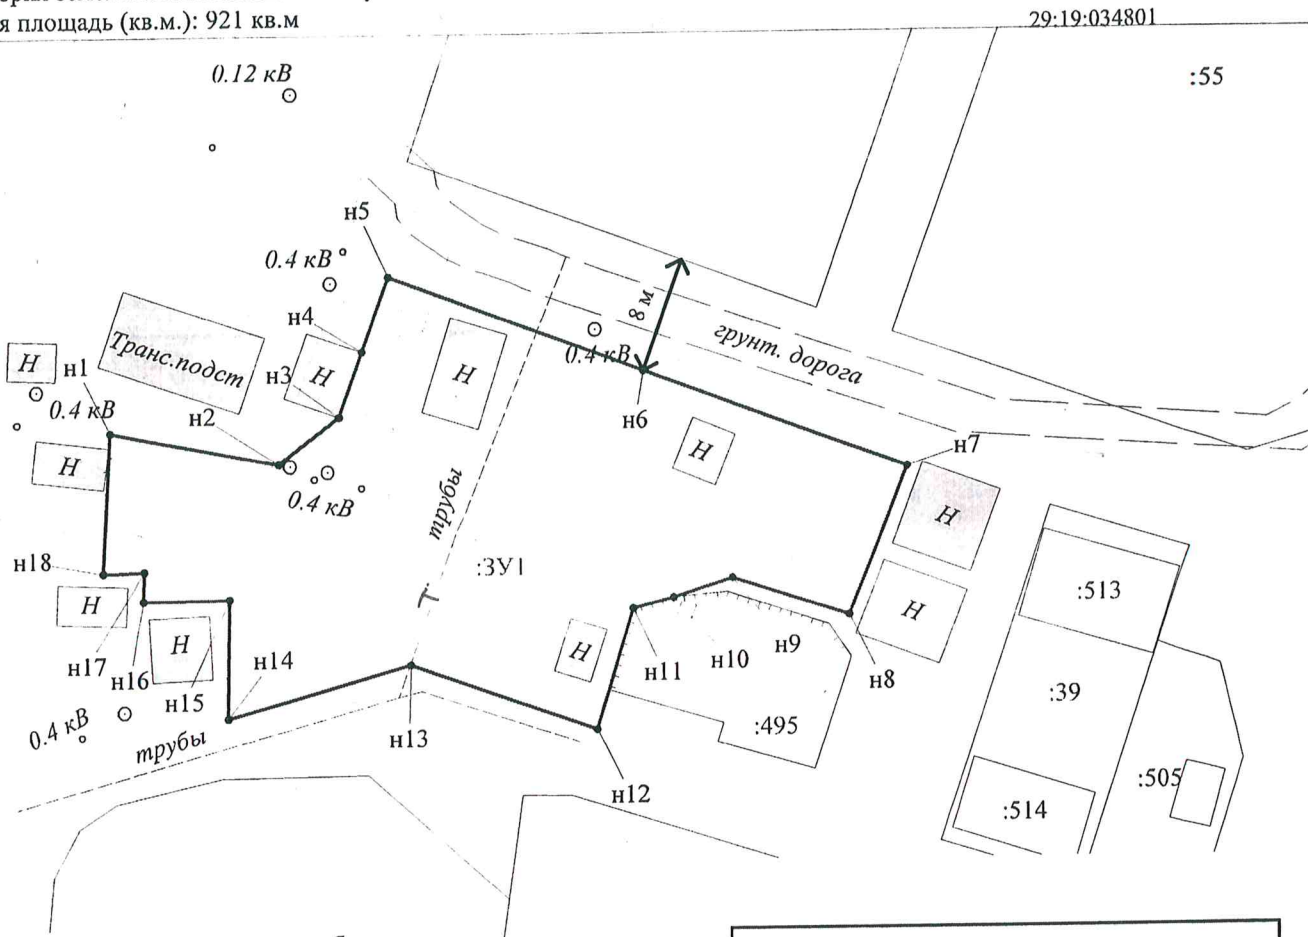 я площадь (кв.м.): 921 кв.м
29:19:034801
0.12 кВ
:55
н5
0.4 кВ
8 м
н4
грунт. дорога
0.4 кВ
Транс.подст
Н
н1
н3
Н
Н
0.4 кВ
н2
н6
н7
Н
Н
0.4 кВ
трубы
Н
:ЗУ1
н18
Н
:513
Н
Н
Н
н17
н16
н15
н14
н11
н10
н9
н8
:39
0.4 кВ
трубы
н13
:495
н12
:505
:514